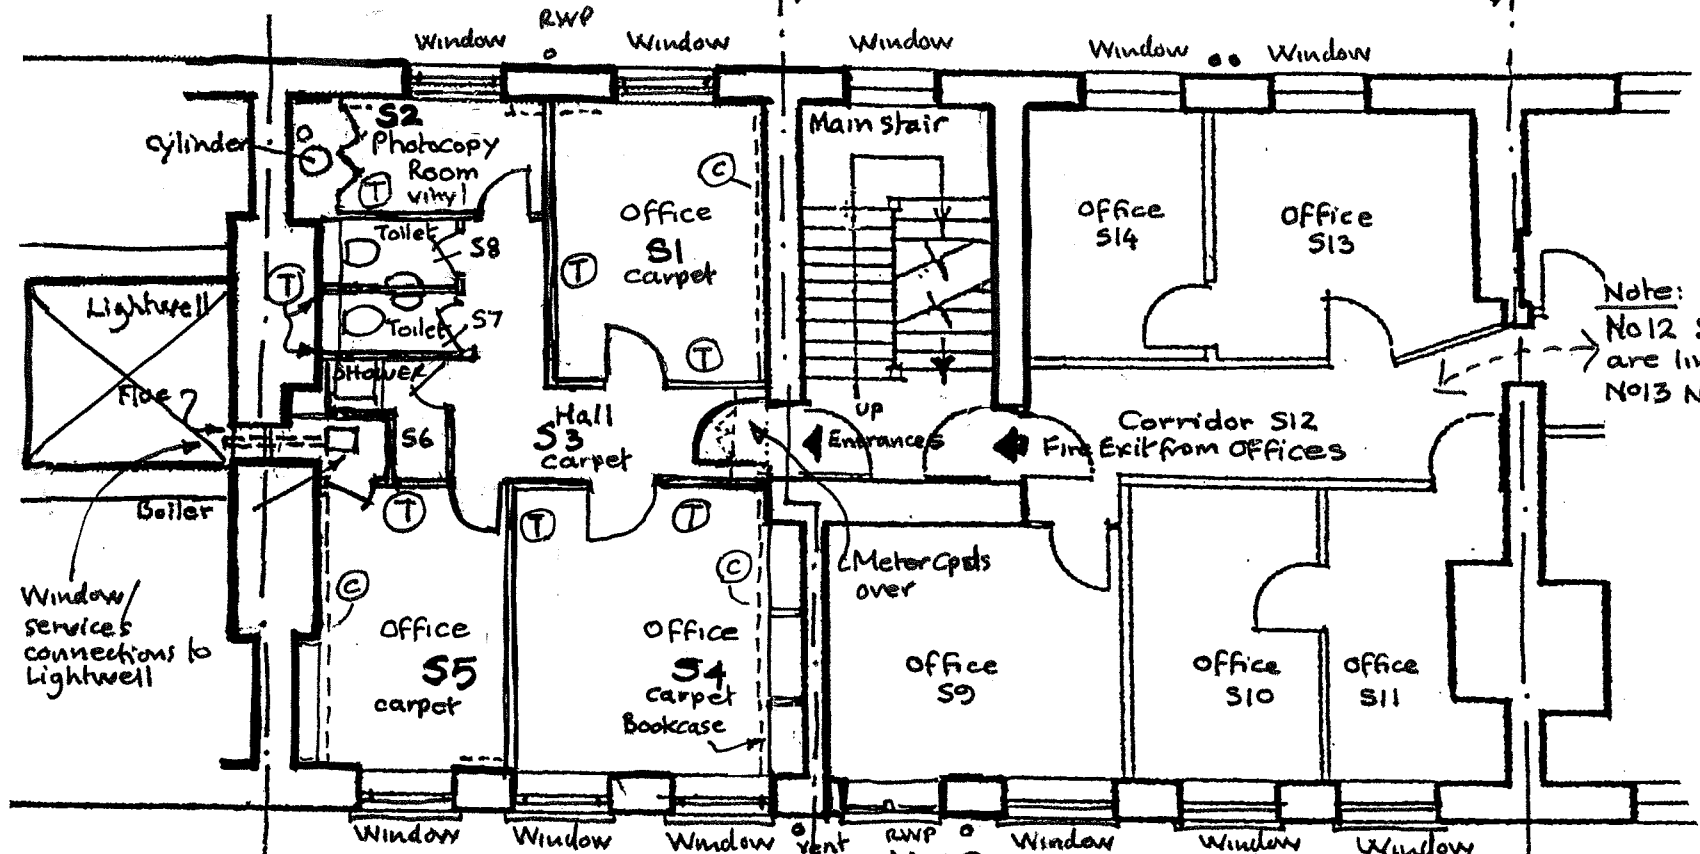 RWP
Window
Window
Window
Window
Window
S2
Photocopy
Room
vinyl
T
Cylinder
Main Stair
C
Office
S1
carpet
T
T
Office
S14
Office
S13
Toilet
S8
T
Toilet
S7
Lightwell
Note:
No12
are
No13
SHOWER
Flue
S6
Hall
S3
carpet
UP
Entrances
Corridor S12
Fire Exit from Offices
Boiler
T
T
T
C
C
Meter Cpds
over
Window/
services
connections to
Lightwell
Office
S5
carpet
Office
S4
carpet
Bookcase
Office
S9
Office
S10
Office
S11
Window
Window
Window
Vent
RWP
Window
Window
Window